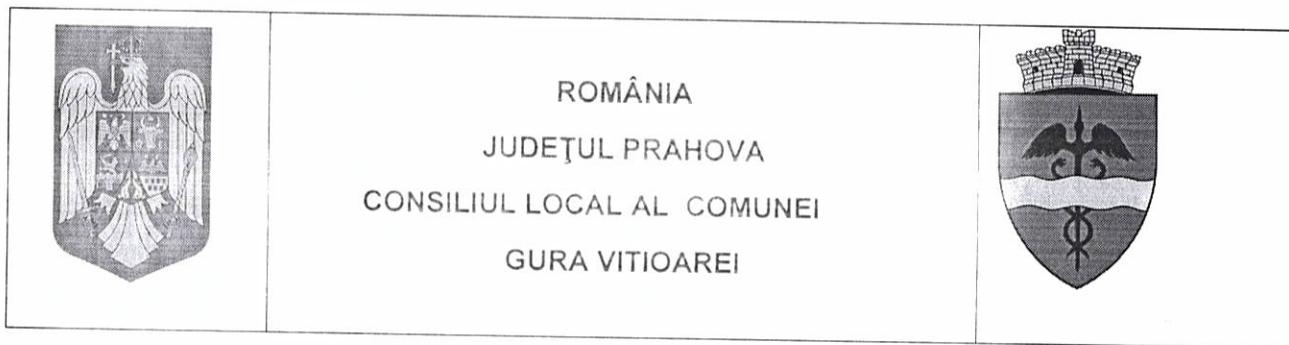 ROMÂNIA
JUDEŢUL PRAHOVA
CONSILIUL LOCAL AL COMUNEI
GURA VITIOAREI